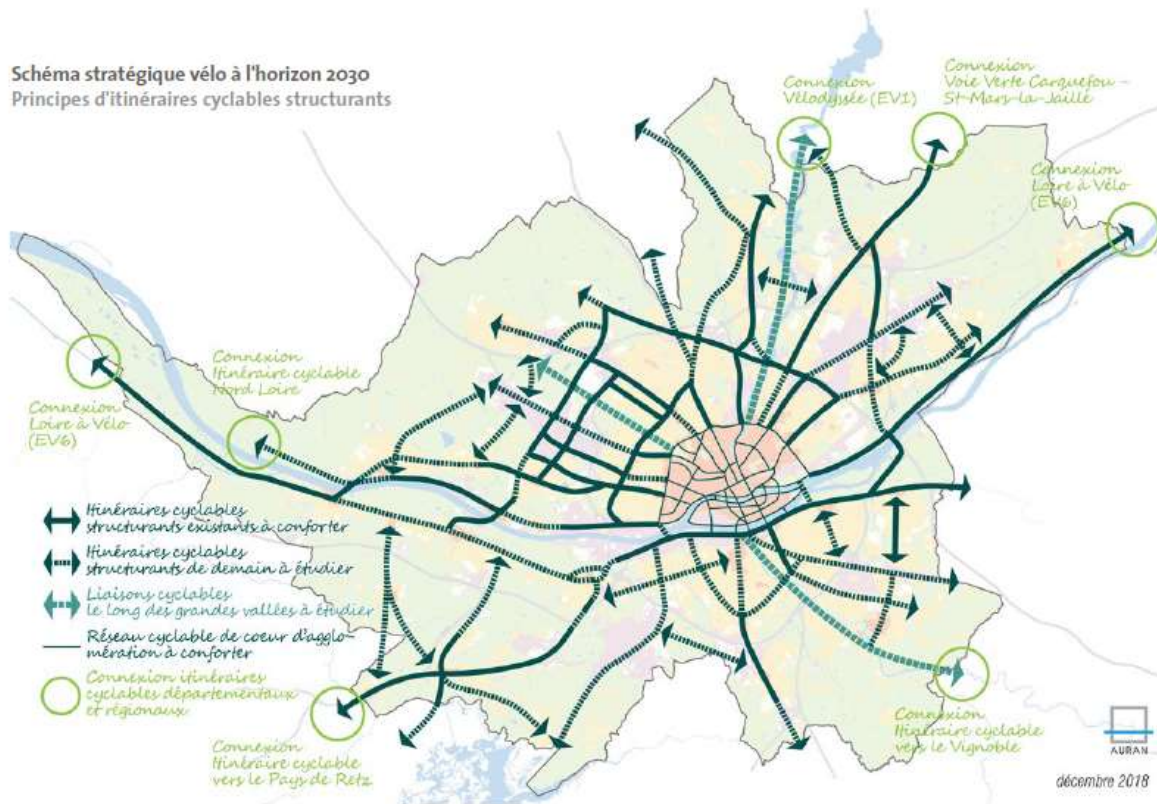 Schéma stratégique vélo à l'horizon 2030
Principes d'itinéraires cyclables structurants
Connexion
Vélodyssée (EV1)
Connexion
Voie Verte Carquefou -
St-Mars-la-Jaille
Connexion
Loire à Vélo
(EV6)
Connexion
Itinéraire cyclable
Nord Loire
Connexion
Loire à Vélo
(EV6)
Itinéraires cyclables
structurants existants à conforter
Itinéraires cyclables
structurants de demain à étudier
Liaisons cyclables
le long des grandes vallées à étudier
Réseau cyclable de coeur d'agglo-
mération à conforter
Connexion itinéraires
cyclables départementaux
et régionaux
Connexion
Itinéraire cyclable
vers le Pays de Retz
Connexion
Itinéraire cyclable
vers le Vignoble
AURAN
décembre 2018